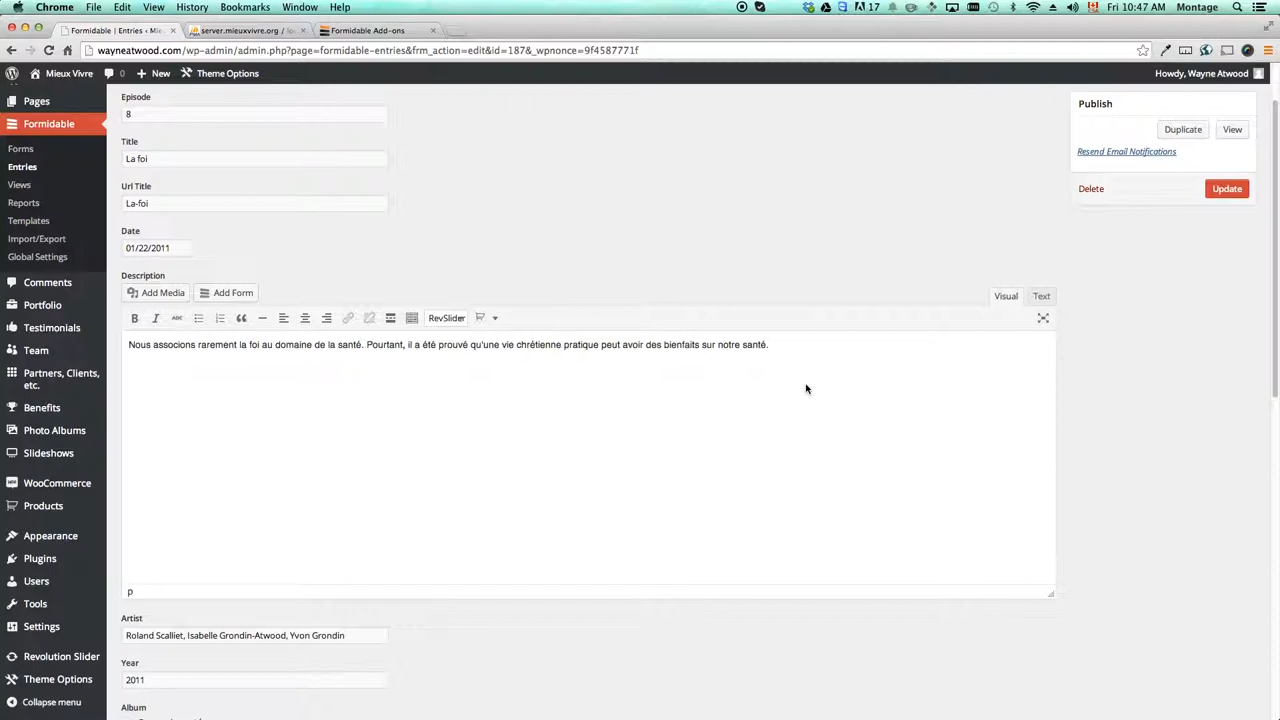 Chrome File Edit View History Bookmarks Window Help 17 Fri 10:47 AM Montage
Formidable | Entries ‹ Mie × server.mieuxvivre.org / lo × Formidable Add-ons ×
wayneatwood.com/wp-admin/admin.php?page=formidable-entries&frm_action=edit&id=187&_wpnonce=9f4587771f
Mieux Vivre 0 + New Theme Options Howdy, Wayne Atwood
Pages
Formidable
Forms
Entries
Views
Reports
Templates
Import/Export
Global Settings
Comments
Portfolio
Testimonials
Team
Partners, Clients,
etc.
Benefits
Photo Albums
Slideshows
WooCommerce
Products
Appearance
Plugins
Users
Tools
Settings
Revolution Slider
Theme Options
Collapse menu
Episode
8
Title
La foi
Url Title
La-foi
Date
01/22/2011
Description
Add Media Add Form
Visual Text
B I ABC RevSlider
Nous associons rarement la foi au domaine de la santé. Pourtant, il a été prouvé qu'une vie chrétienne pratique peut avoir des bienfaits sur notre santé.
p
Artist
Roland Scalliet, Isabelle Grondin-Atwood, Yvon Grondin
Year
2011
Album
Publish
Duplicate View
Resend Email Notifications
Delete Update